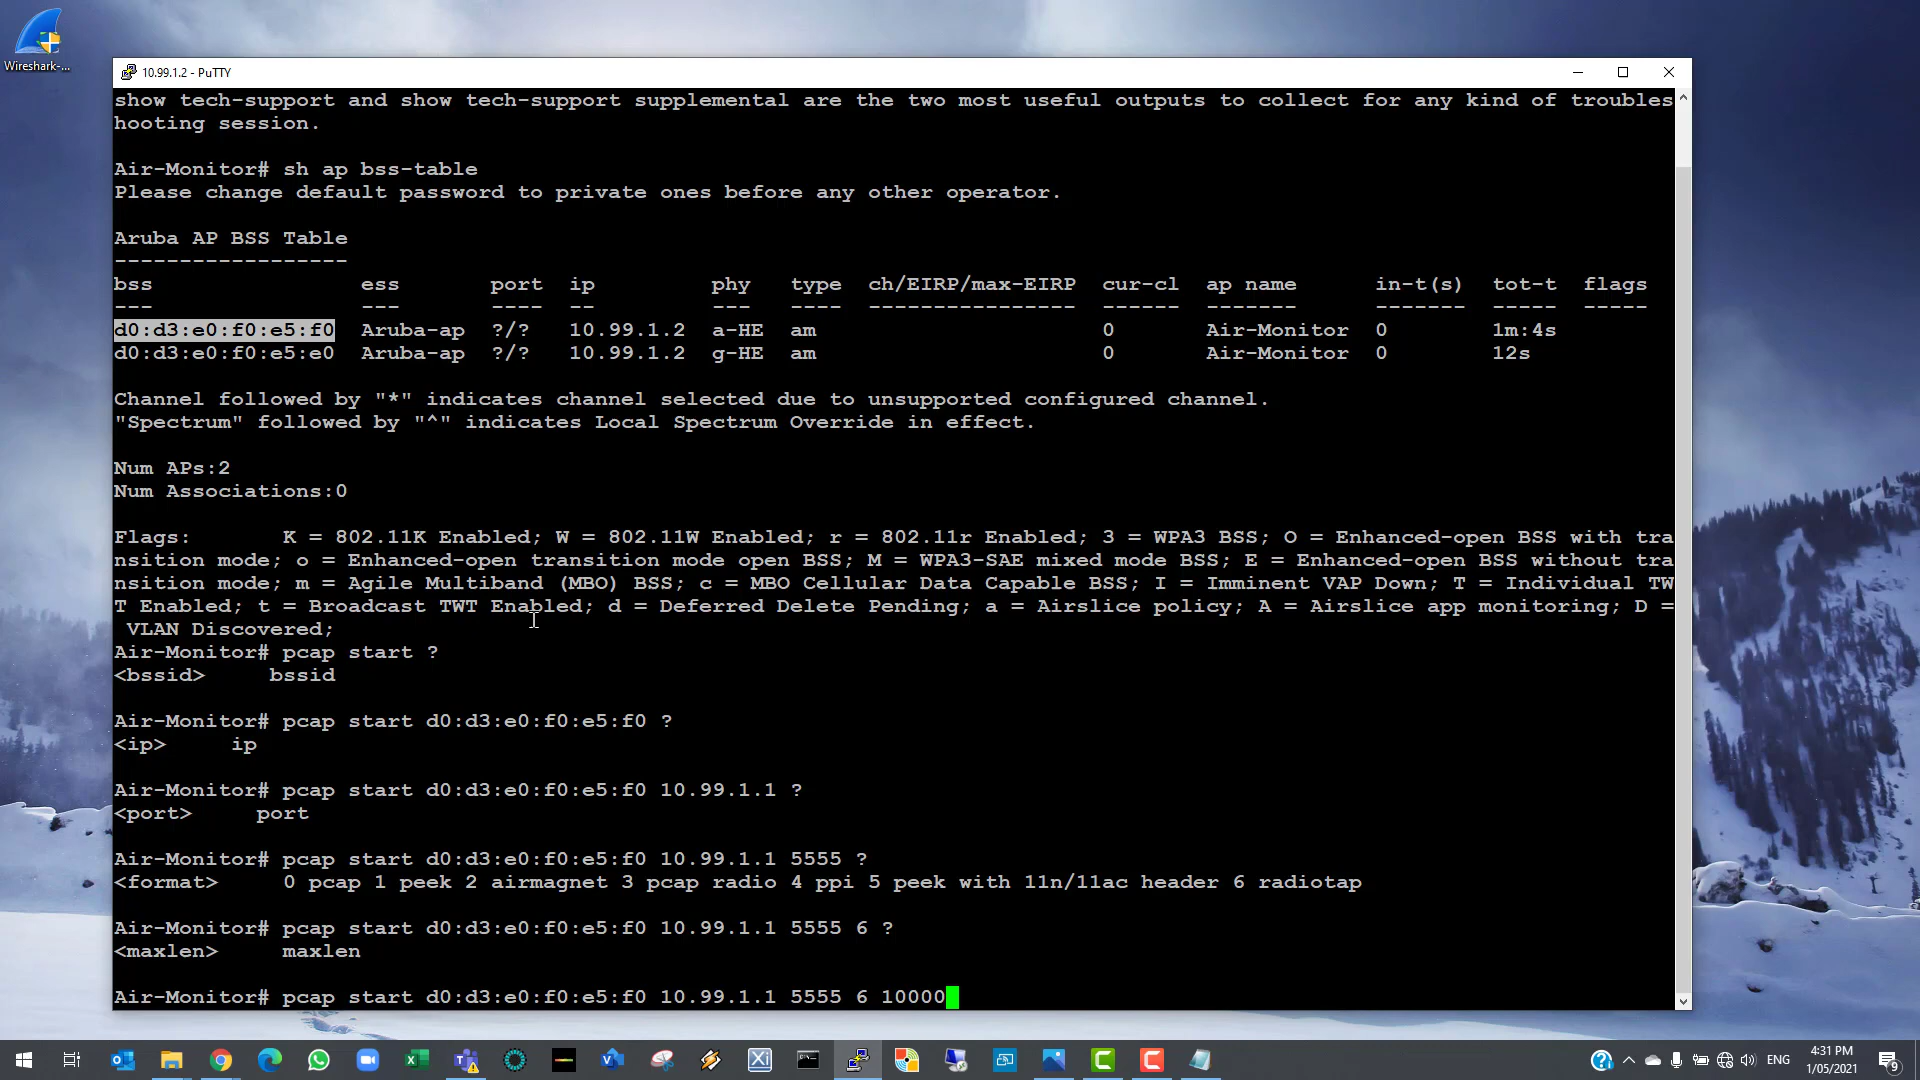 Wireshark-...
10.99.1.2 - PuTTY
show tech-support and show tech-support supplemental are the two most useful outputs to collect for any kind of troubles
hooting session.
Air-Monitor# sh ap bss-table
Please change default password to private ones before any other operator.
Aruba AP BSS Table
------------------
bss ess port ip phy type ch/EIRP/max-EIRP cur-cl ap name in-t(s) tot-t flags
--- --- ---- -- --- ---- ---------------- ------ ------- ------- ----- -----
d0:d3:e0:f0:e5:f0 Aruba-ap ?/? 10.99.1.2 a-HE am 0 Air-Monitor 0 1m:4s
d0:d3:e0:f0:e5:e0 Aruba-ap ?/? 10.99.1.2 g-HE am 0 Air-Monitor 0 12s
Channel followed by "*" indicates channel selected due to unsupported configured channel.
"Spectrum" followed by "^" indicates Local Spectrum Override in effect.
Num APs:2
Num Associations:0
Flags: K = 802.11K Enabled; W = 802.11W Enabled; r = 802.11r Enabled; 3 = WPA3 BSS; O = Enhanced-open BSS with tra
nsition mode; o = Enhanced-open transition mode open BSS; M = WPA3-SAE mixed mode BSS; E = Enhanced-open BSS without tra
nsition mode; m = Agile Multiband (MBO) BSS; c = MBO Cellular Data Capable BSS; I = Imminent VAP Down; T = Individual TW
T Enabled; t = Broadcast TWT Enabled; d = Deferred Delete Pending; a = Airslice policy; A = Airslice app monitoring; D =
VLAN Discovered;
Air-Monitor# pcap start ?
<bssid> bssid
Air-Monitor# pcap start d0:d3:e0:f0:e5:f0 ?
<ip> ip
Air-Monitor# pcap start d0:d3:e0:f0:e5:f0 10.99.1.1 ?
<port> port
Air-Monitor# pcap start d0:d3:e0:f0:e5:f0 10.99.1.1 5555 ?
<format> 0 pcap 1 peek 2 airmagnet 3 pcap radio 4 ppi 5 peek with 11n/11ac header 6 radiotap
Air-Monitor# pcap start d0:d3:e0:f0:e5:f0 10.99.1.1 5555 6 ?
<maxlen> maxlen
Air-Monitor# pcap start d0:d3:e0:f0:e5:f0 10.99.1.1 5555 6 10000
ENG
4:31 PM
1/05/2021
9